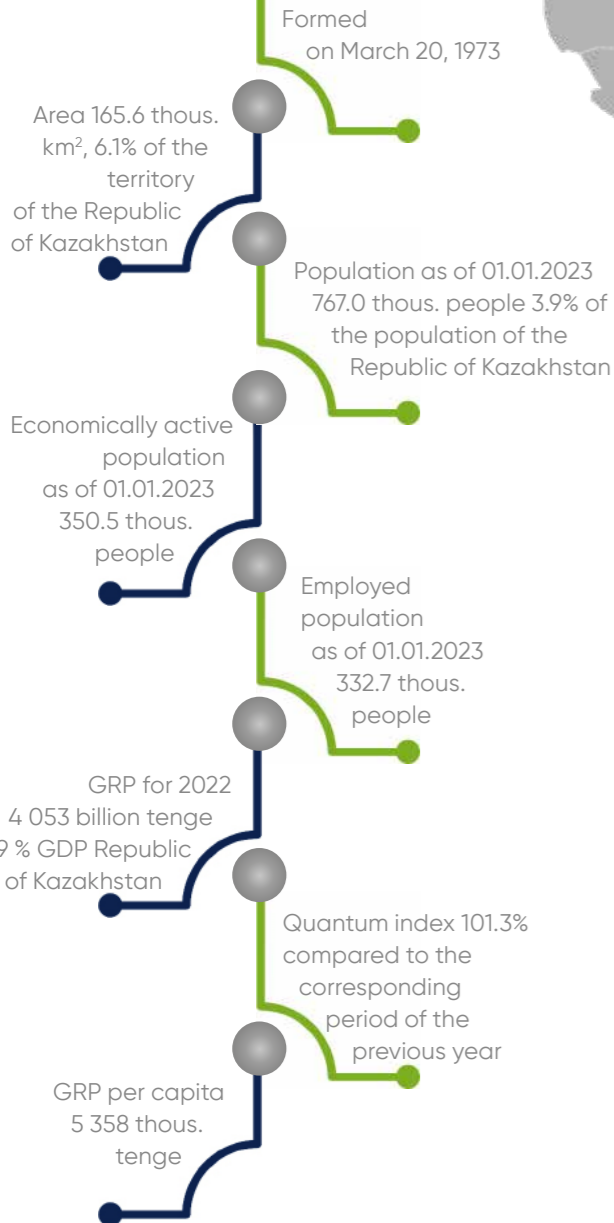 Formed
on March 20, 1973
Area 165.6 thous.
km², 6.1% of the
territory
of the Republic
of Kazakhstan
Population as of 01.01.2023
767.0 thous. people 3.9% of
the population of the
Republic of Kazakhstan
Economically active
population
as of 01.01.2023
350.5 thous.
people
Employed
population
as of 01.01.2023
332.7 thous.
people
GRP for 2022
4 053 billion tenge
9 % GDP Republic
of Kazakhstan
Quantum index 101.3%
compared to the
corresponding
period of the
previous year
GRP per capita
5 358 thous.
tenge